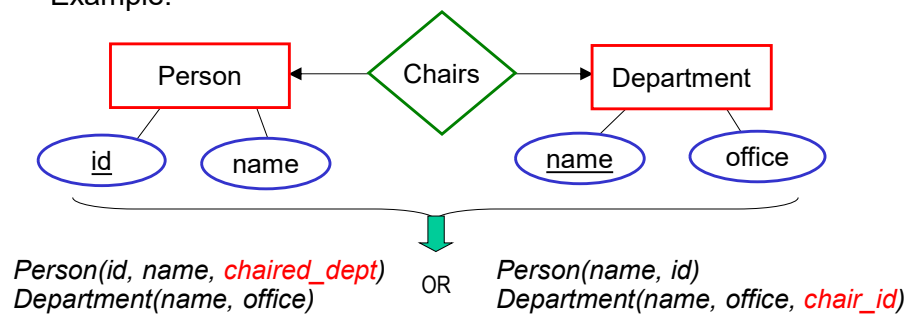 Example:
Person
Chairs
Department
id
name
name
office
Person(id, name, chaired_dept)
Department(name, office)
OR
Person(name, id)
Department(name, office, chair_id)